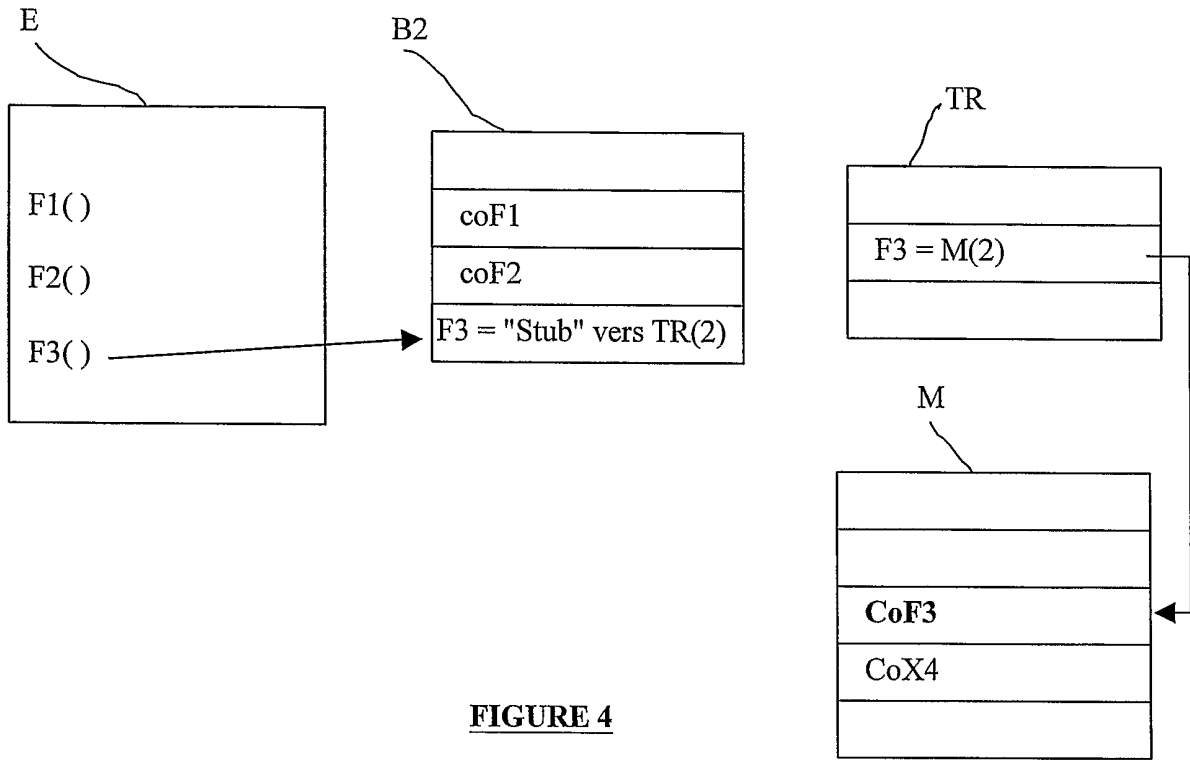 E
F1( )
F2( )
F3( )
B2
coF1
coF2
F3 = "Stub" vers TR(2)
TR
F3 = M(2)
M
CoF3
CoX4
FIGURE 4